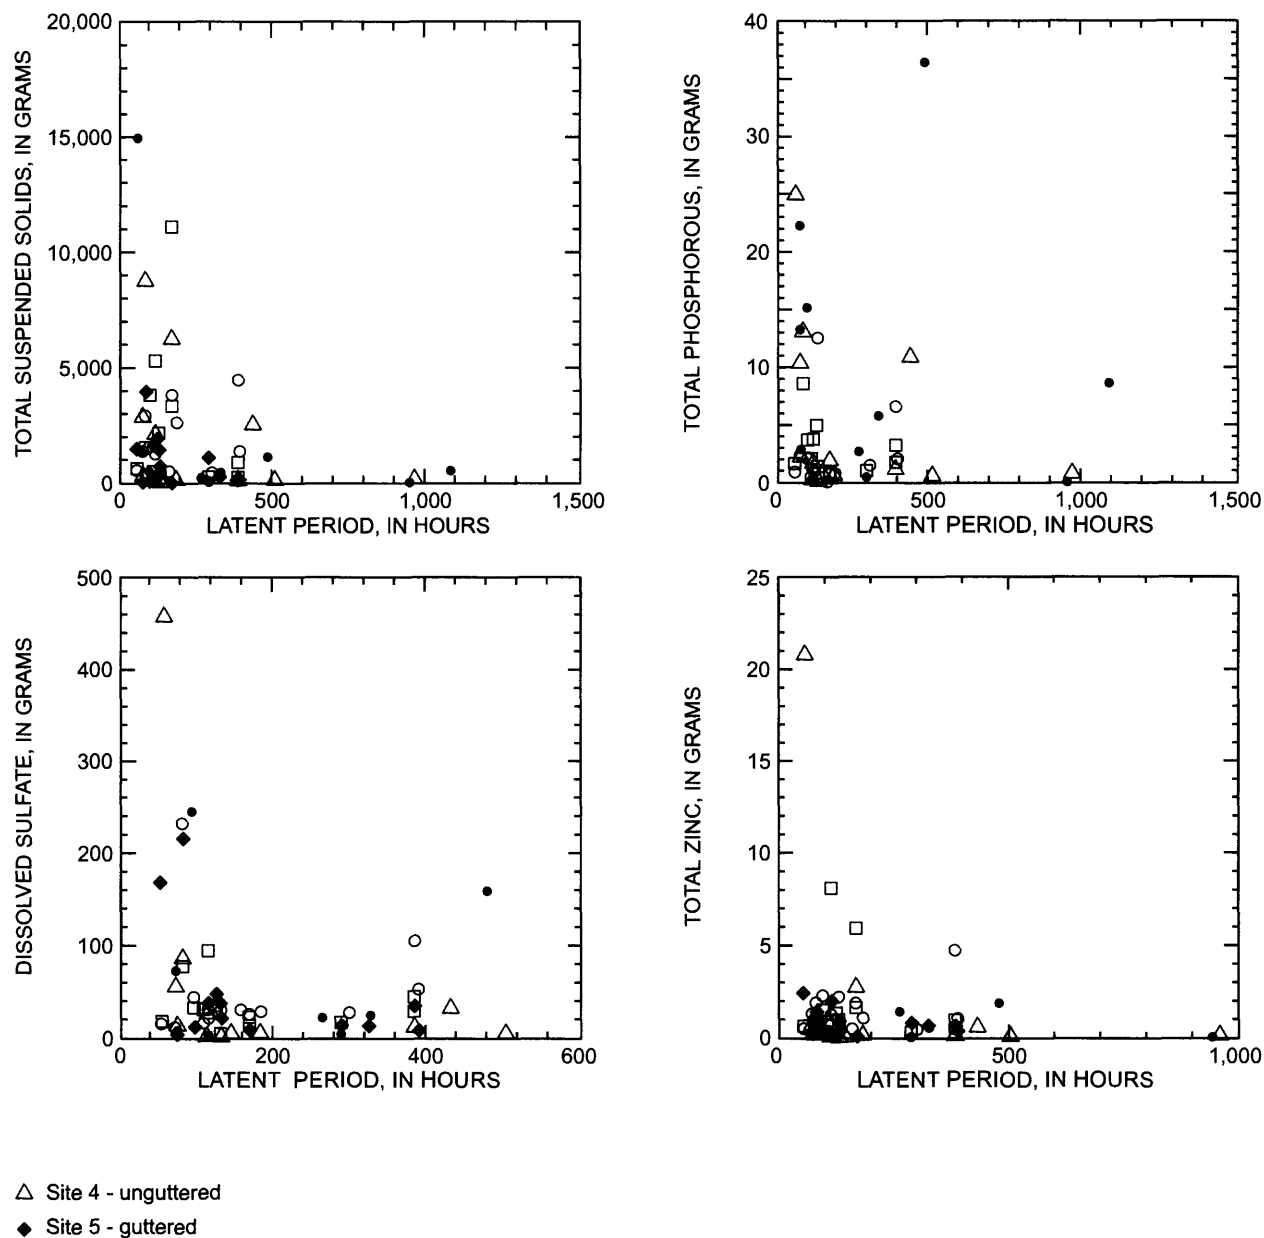 TOTAL SUSPENDED SOLIDS, IN GRAMS
20,000
15,000
10,000
5,000
0
0 500 1,000 1,500
LATENT PERIOD, IN HOURS
TOTAL PHOSPHOROUS, IN GRAMS
40
30
20
10
0
0 500 1,000 1,500
LATENT PERIOD, IN HOURS
DISSOLVED SULFATE, IN GRAMS
500
400
300
200
100
0
0 200 400 600
LATENT PERIOD, IN HOURS
TOTAL ZINC, IN GRAMS
25
20
15
10
5
0
0 500 1,000
LATENT PERIOD, IN HOURS
Site 4 - unguttered
Site 5 - guttered